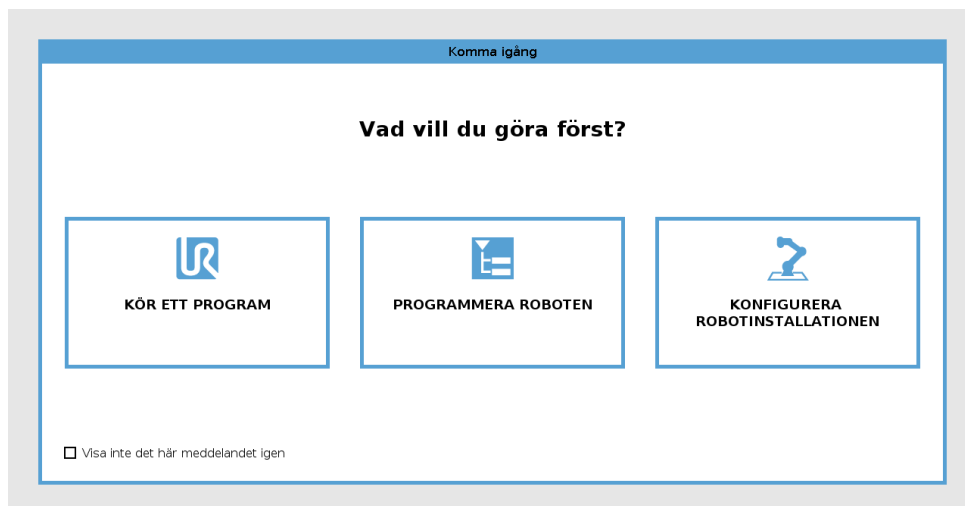 Komma igång
Vad vill du göra först?
UR
KÖR ETT PROGRAM
PROGRAMMERA ROBOTEN
KONFIGURERA
ROBOTINSTALLATIONEN
Visa inte det här meddelandet igen